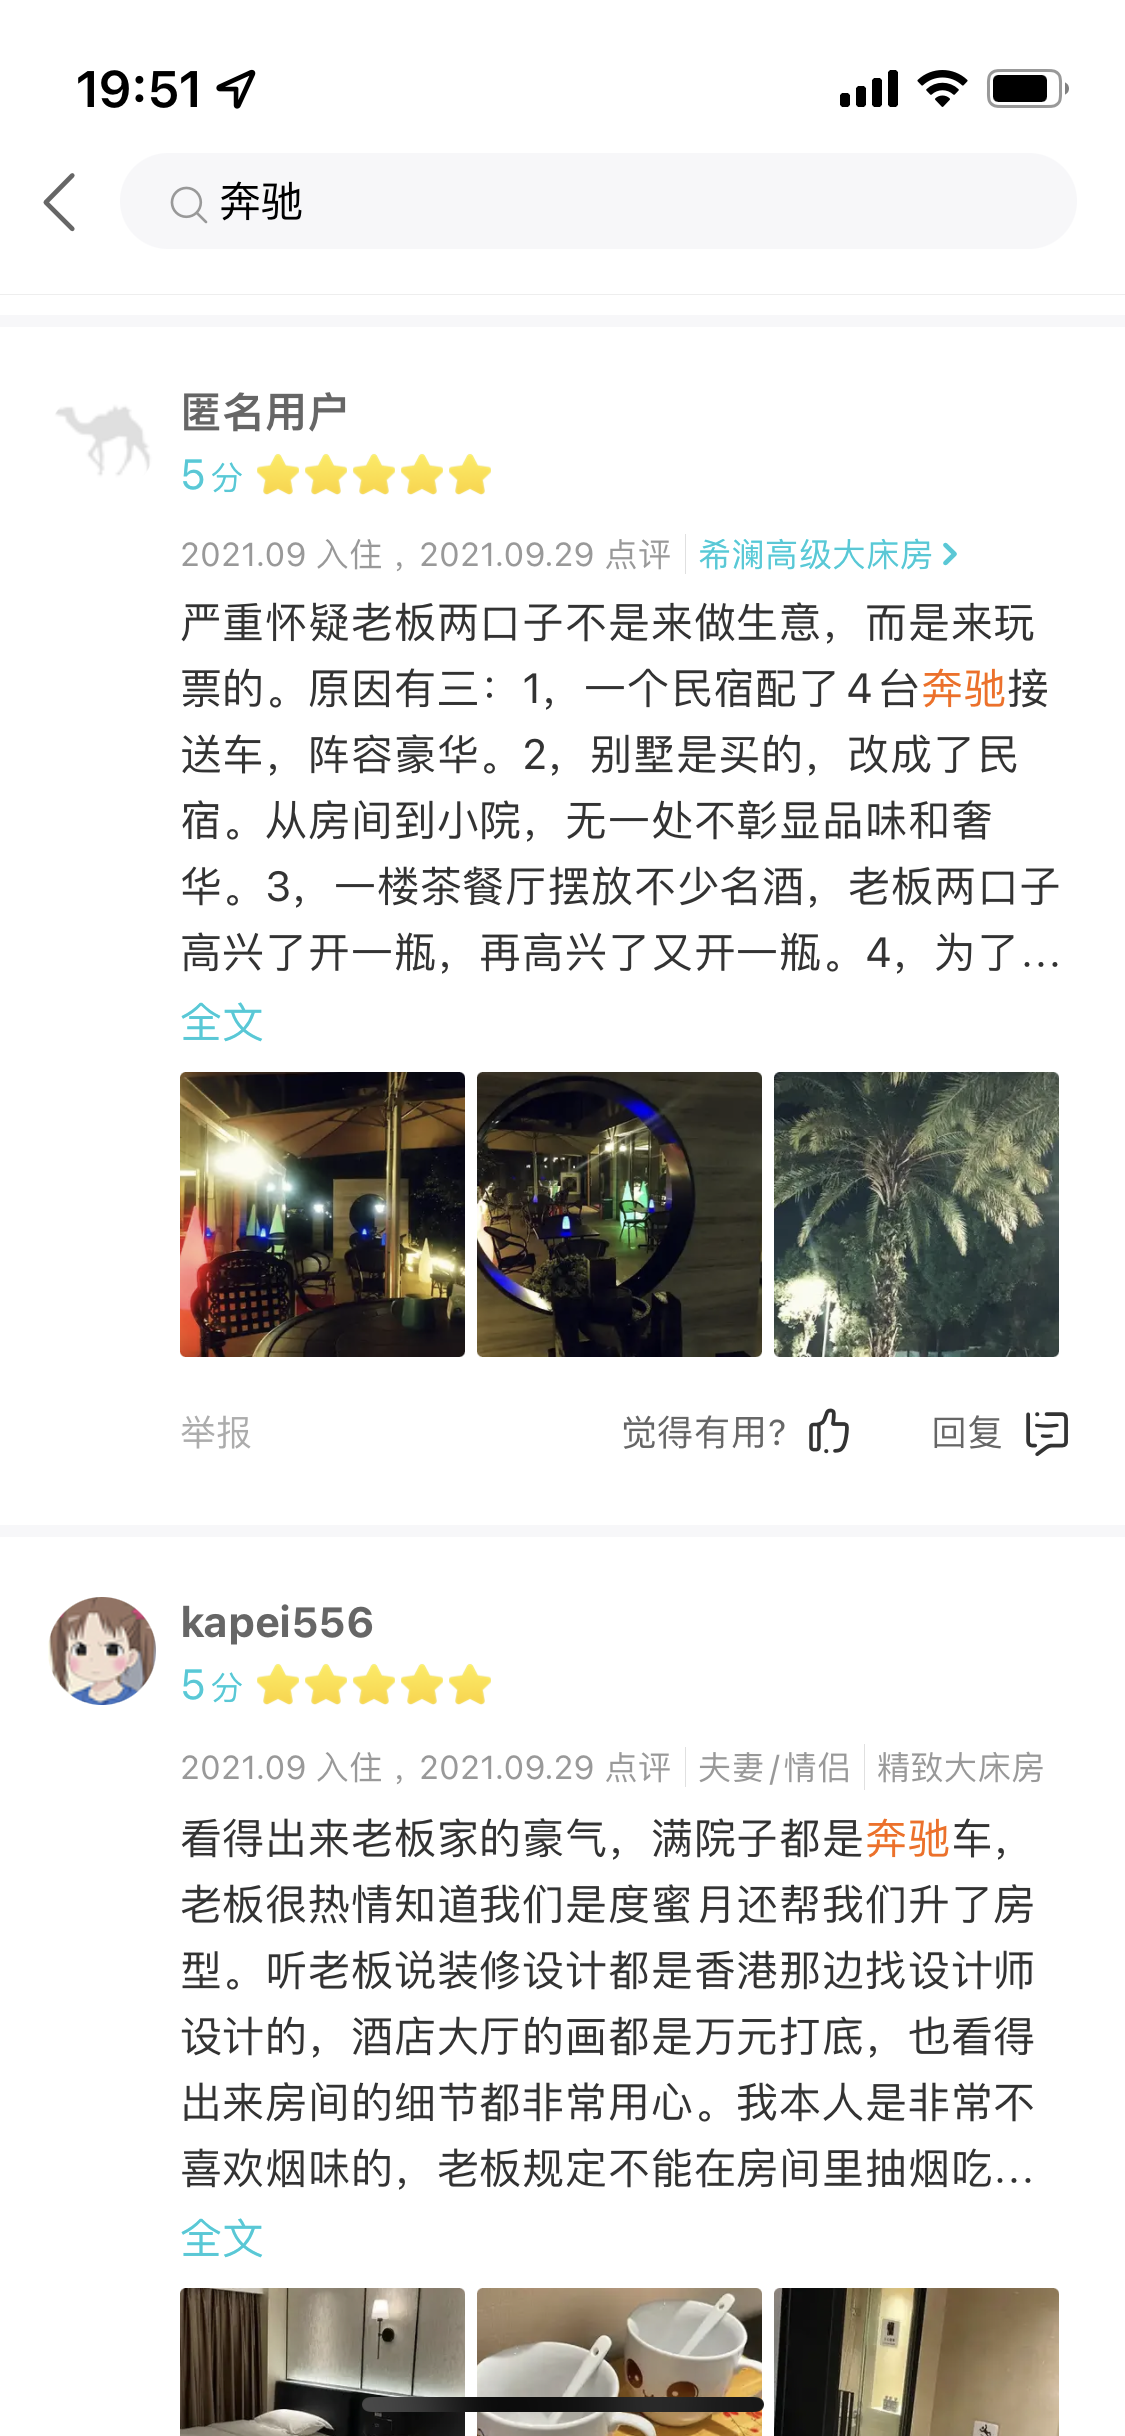 19:51
奔驰
匿名用户
5分
2021.09 入住，2021.09.29 点评 希澜高级大床房
严重怀疑老板两口子不是来做生意，而是来玩
票的。原因有三：1，一个民宿配了4台奔驰接
送车，阵容豪华。2，别墅是买的，改成了民
宿。从房间到小院，无一处不彰显品味和奢
华。3，一楼茶餐厅摆放不少名酒，老板两口子
高兴了开一瓶，再高兴了又开一瓶。4，为了...
全文
举报 觉得有用? 回复
kapei556
5分
2021.09 入住，2021.09.29 点评 夫妻/情侣 精致大床房
看得出来老板家的豪气，满院子都是奔驰车，
老板很热情知道我们是度蜜月还帮我们升了房
型。听老板说装修设计都是香港那边找设计师
设计的，酒店大厅的画都是万元打底，也看得
出来房间的细节都非常用心。我本人是非常不
喜欢烟味的，老板规定不能在房间里抽烟吃...
全文